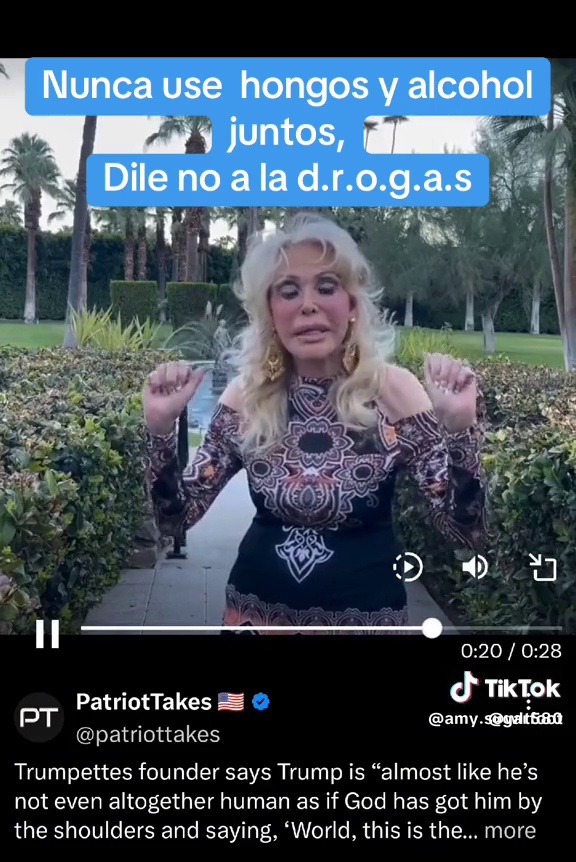 Nunca use hongos y alcohol
juntos,
Dile no a la d.r.o.g.a.s
0:20 / 0:28
TikTok
@amy.
PT
PatriotTakes 🇺🇸
@patriottakes
Trumpettes founder says Trump is “almost like he’s
not even altogether human as if God has got him by
the shoulders and saying, ‘World, this is the... more